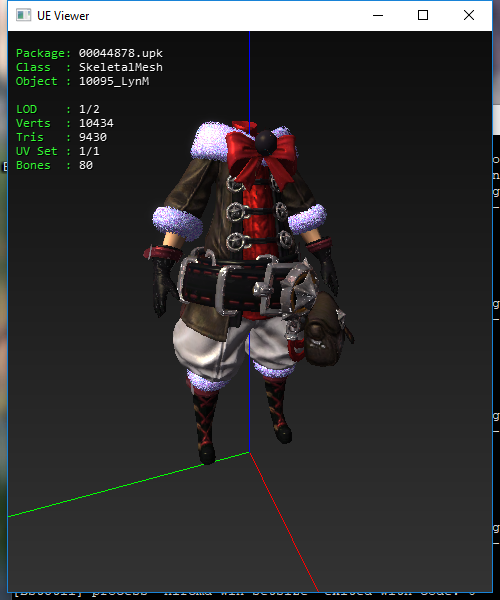 UE Viewer
Package: 00044878.upk
Class : SkeletalMesh
Object : 10095_LynM
LOD : 1/2
Verts : 10434
Tris : 9430
UV Set : 1/1
Bones : 80